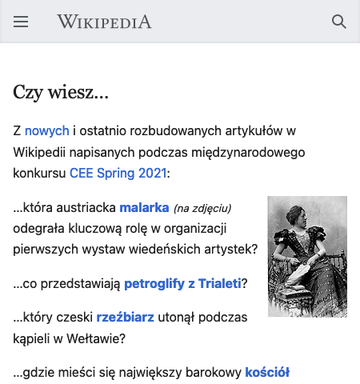 WIKIPEDIA
Czy wiesz...
Z nowych i ostatnio rozbudowanych artykułów w
Wikipedii napisanych podczas międzynarodowego
konkursu CEE Spring 2021:
...która austriacka malarka (na zdjęciu)
odegrała kluczową rolę w organizacji
pierwszych wystaw wiedeńskich artystek?
...co przedstawiają petroglify z Trialeti?
...który czeski rzeźbiarz utonął podczas
kąpieli w Wełtawie?
...gdzie mieści się największy barokowy kościół